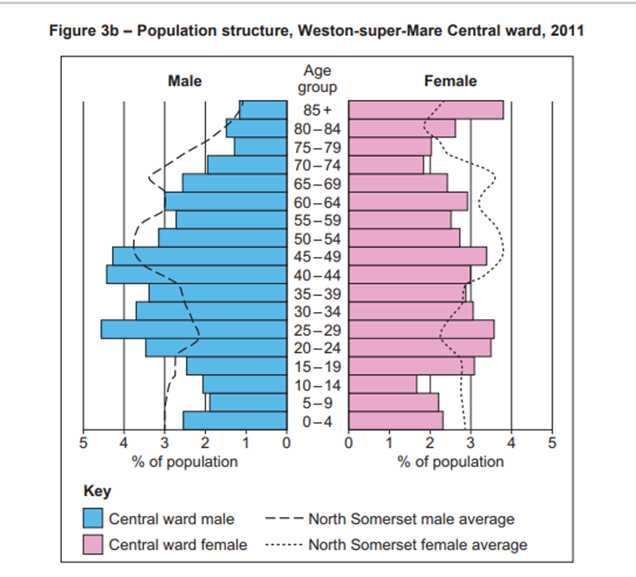 Figure 3b – Population structure, Weston-super-Mare Central ward, 2011
Male
Age
group
Female
85+
80–84
75–79
70–74
65–69
60–64
55–59
50–54
45–49
40–44
35–39
30–34
25–29
20–24
15–19
10–14
5–9
0–4
5 4 3 2 1 0
0 1 2 3 4 5
% of population
% of population
Key
Central ward male
North Somerset male average
Central ward female
North Somerset female average